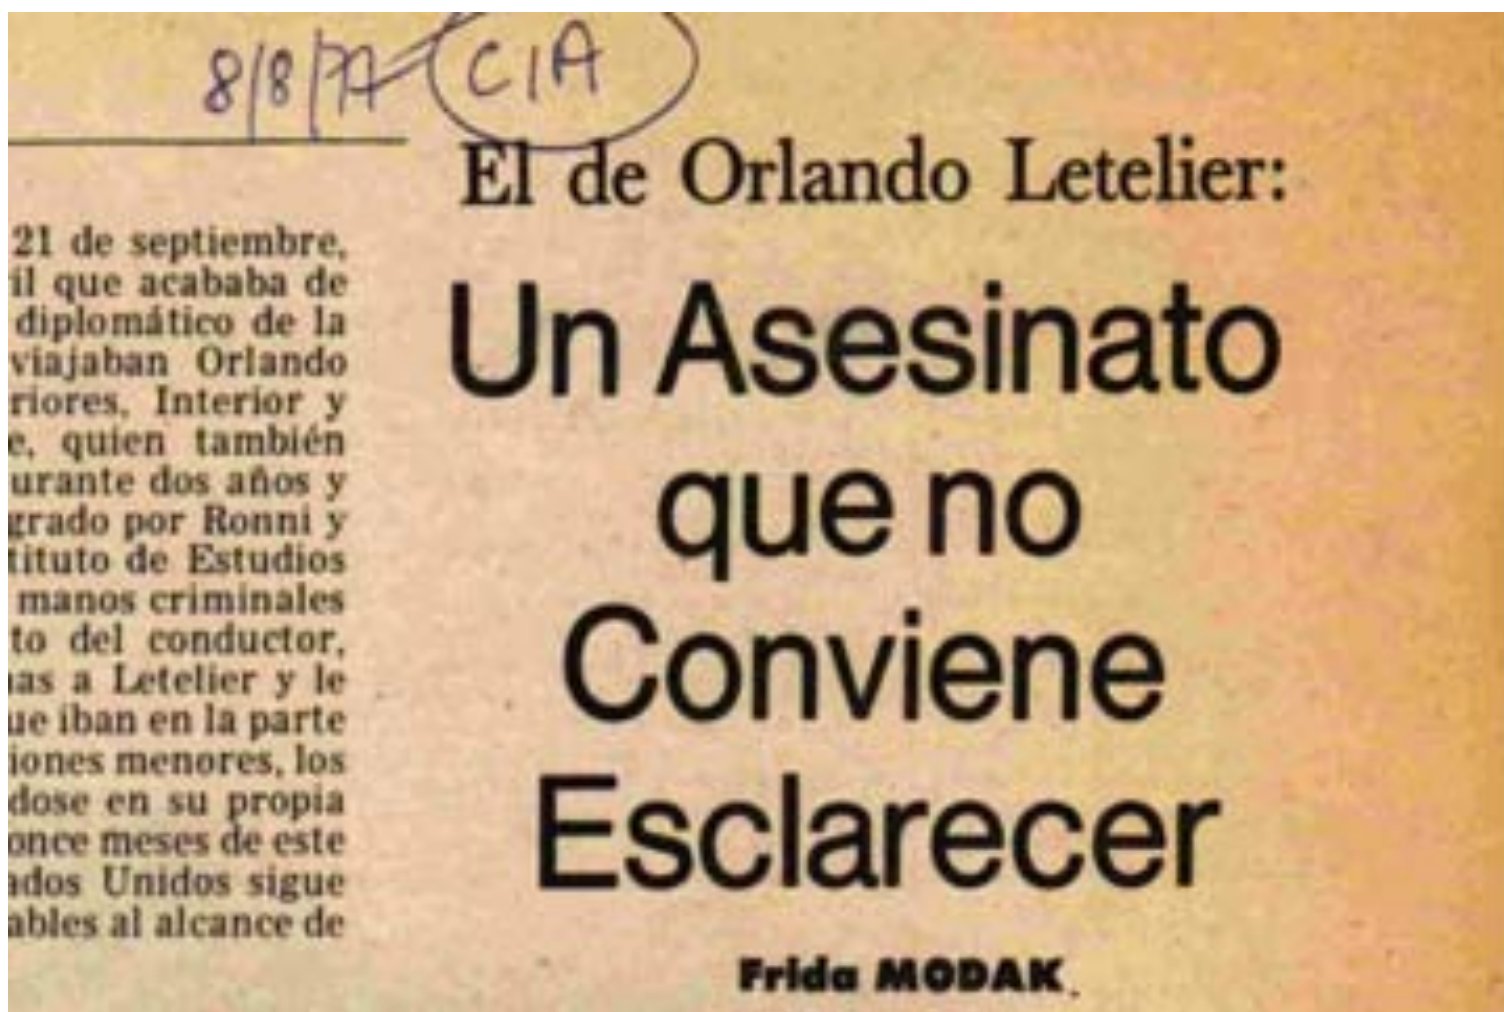 8/8/77 CIA
El de Orlando Letelier:
Un Asesinato
que no
Conviene
Esclarecer
Frida MODAK
21 de septiembre,
il que acababa de
diplomático de la
viajaban Orlando
riores, Interior y
e, quien también
urante dos años y
grado por Ronni y
tituto de Estudios
manos criminales
to del conductor,
as a Letelier y le
ue iban en la parte
iones menores, los
dose en su propia
once meses de este
ados Unidos sigue
ables al alcance de